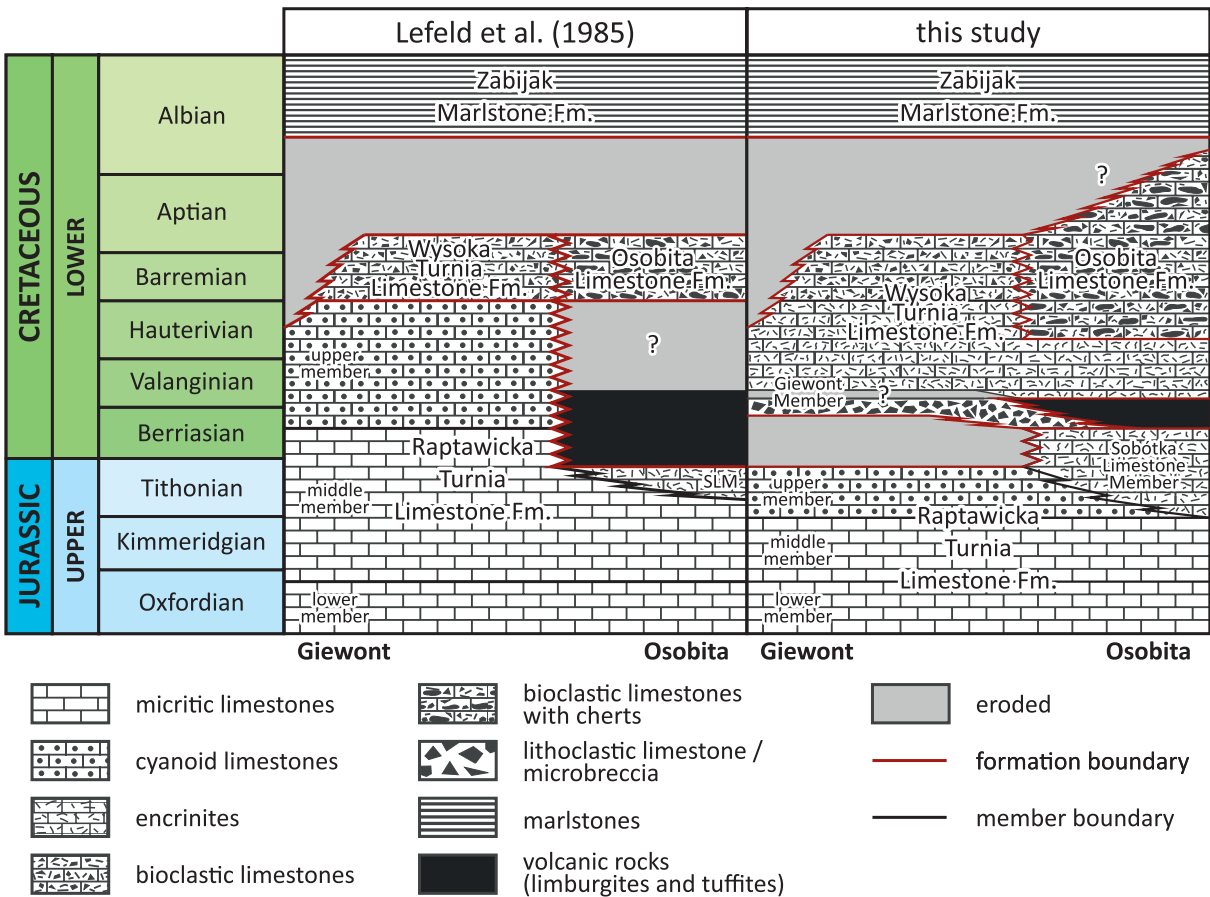 Lefeld et al. (1985)
this study
CRETACEOUS
LOWER
Albian
Aptian
Barremian
Hauterivian
Valanginian
Berriasian
JURASSIC
UPPER
Tithonian
Kimmeridgian
Oxfordian
Zabijak
Marlstone Fm.
Wysoka
Turnia
Limestone Fm.
Osobita
Limestone Fm.
?
upper
member
Raptawicka
Turnia
Limestone Fm.
SLM
middle
member
lower
member
Zabijak
Marlstone Fm.
?
Osobita
Limestone Fm.
Wysoka
Turnia
Limestone Fm.
Giewont
Member
?
Sobótka
Limestone
Member
upper
member
Raptawicka
Turnia
Limestone Fm.
middle
member
lower
member
Giewont
Osobita
Giewont
Osobita
micritic limestones
cyanoid limestones
encrinites
bioclastic limestones
bioclastic limestones
with cherts
lithoclastic limestone /
microbreccia
marlstones
volcanic rocks
(limburgites and tuffites)
eroded
formation boundary
member boundary